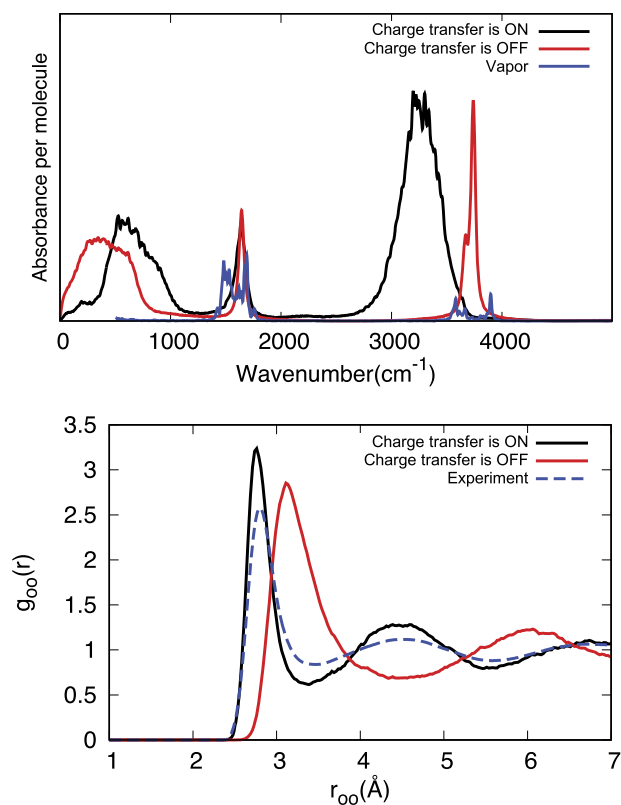 Charge transfer is ON
Charge transfer is OFF
Vapor
Absorbance per molecule
0 1000 2000 3000 4000
Wavenumber(cm-1)
Charge transfer is ON
Charge transfer is OFF
Experiment
3.5
3
2.5
2
1.5
1
0.5
0
goo(r)
1 2 3 4 5 6 7
roo(Å)